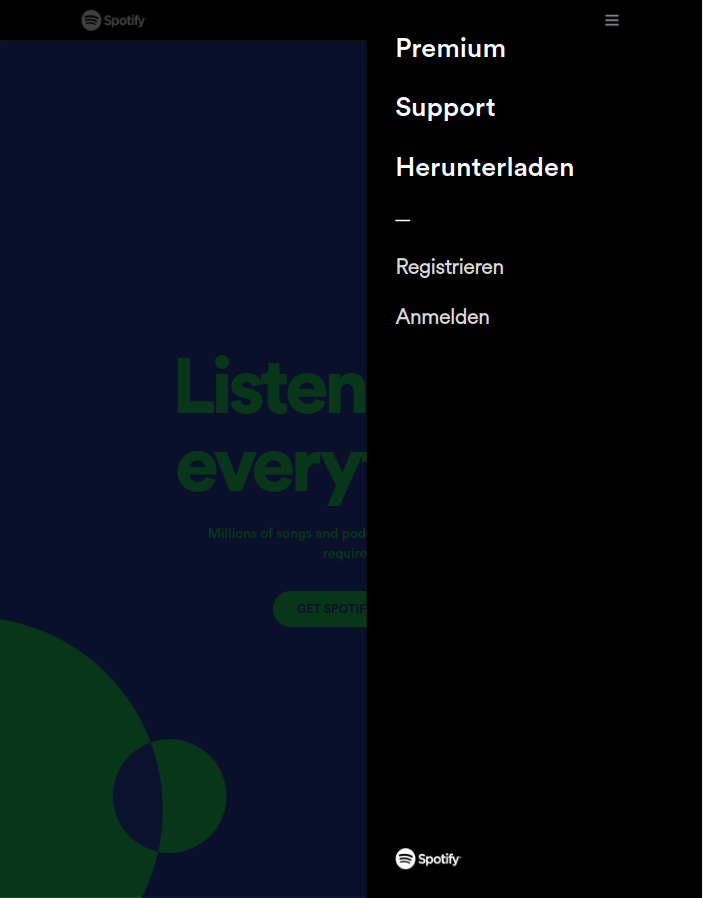 Spotify
Premium
Support
Herunterladen
Registrieren
Anmelden
Listen
every
Millions of songs and pod
require
GET SPOTIF
Spotify